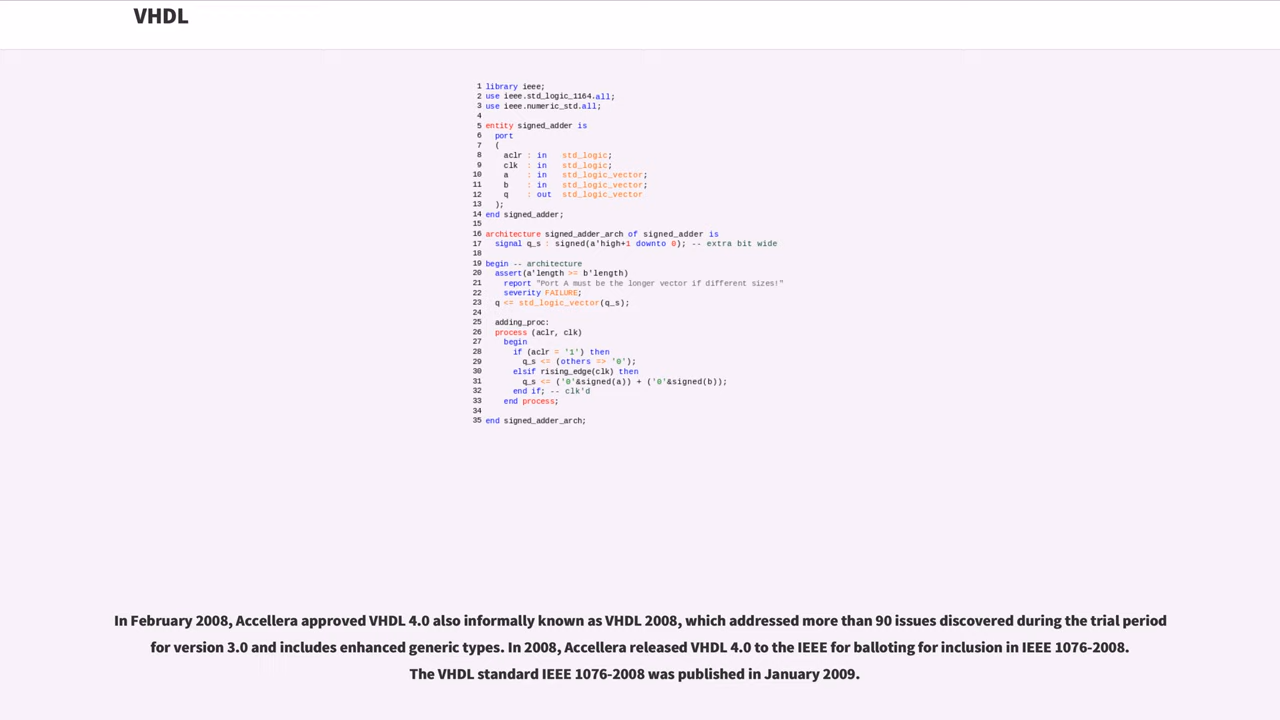 VHDL
1 library ieee;
2 use ieee.std_logic_1164.all;
3 use ieee.numeric_std.all;
4
5 entity signed_adder is
6   port
7   (
8     aclr : in   std_logic;
9     clk  : in   std_logic;
10     a    : in   std_logic_vector;
11     b    : in   std_logic_vector;
12     q    : out  std_logic_vector
13   );
14 end signed_adder;
15
16 architecture signed_adder_arch of signed_adder is
17   signal q_s : signed(a'high+1 downto 0); -- extra bit wide
18
19 begin -- architecture
20   assert(a'length >= b'length)
21     report "Port A must be the longer vector if different sizes!"
22     severity FAILURE;
23   q <= std_logic_vector(q_s);
24
25   adding_proc:
26   process (aclr, clk)
27     begin
28       if (aclr = '1') then
29         q_s <= (others => '0');
30       elsif rising_edge(clk) then
31         q_s <= ('0'&signed(a)) + ('0'&signed(b));
32       end if; -- clk'd
33     end process;
34
35 end signed_adder_arch;
In February 2008, Accellera approved VHDL 4.0 also informally known as VHDL 2008, which addressed more than 90 issues discovered during the trial period
for version 3.0 and includes enhanced generic types. In 2008, Accellera released VHDL 4.0 to the IEEE for balloting for inclusion in IEEE 1076-2008.
The VHDL standard IEEE 1076-2008 was published in January 2009.